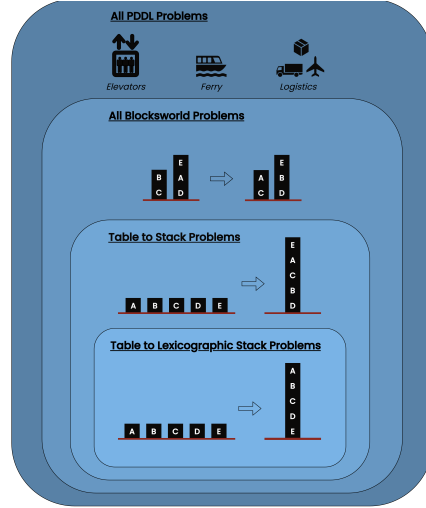 All PDDL Problems
Elevators Ferry Logistics
All Blocksworld Problems
B
C
E
A
D
A
C
E
B
D
Table to Stack Problems
A B C D E
E
A
C
B
D
Table to Lexicographic Stack Problems
A B C D E
A
B
C
D
E